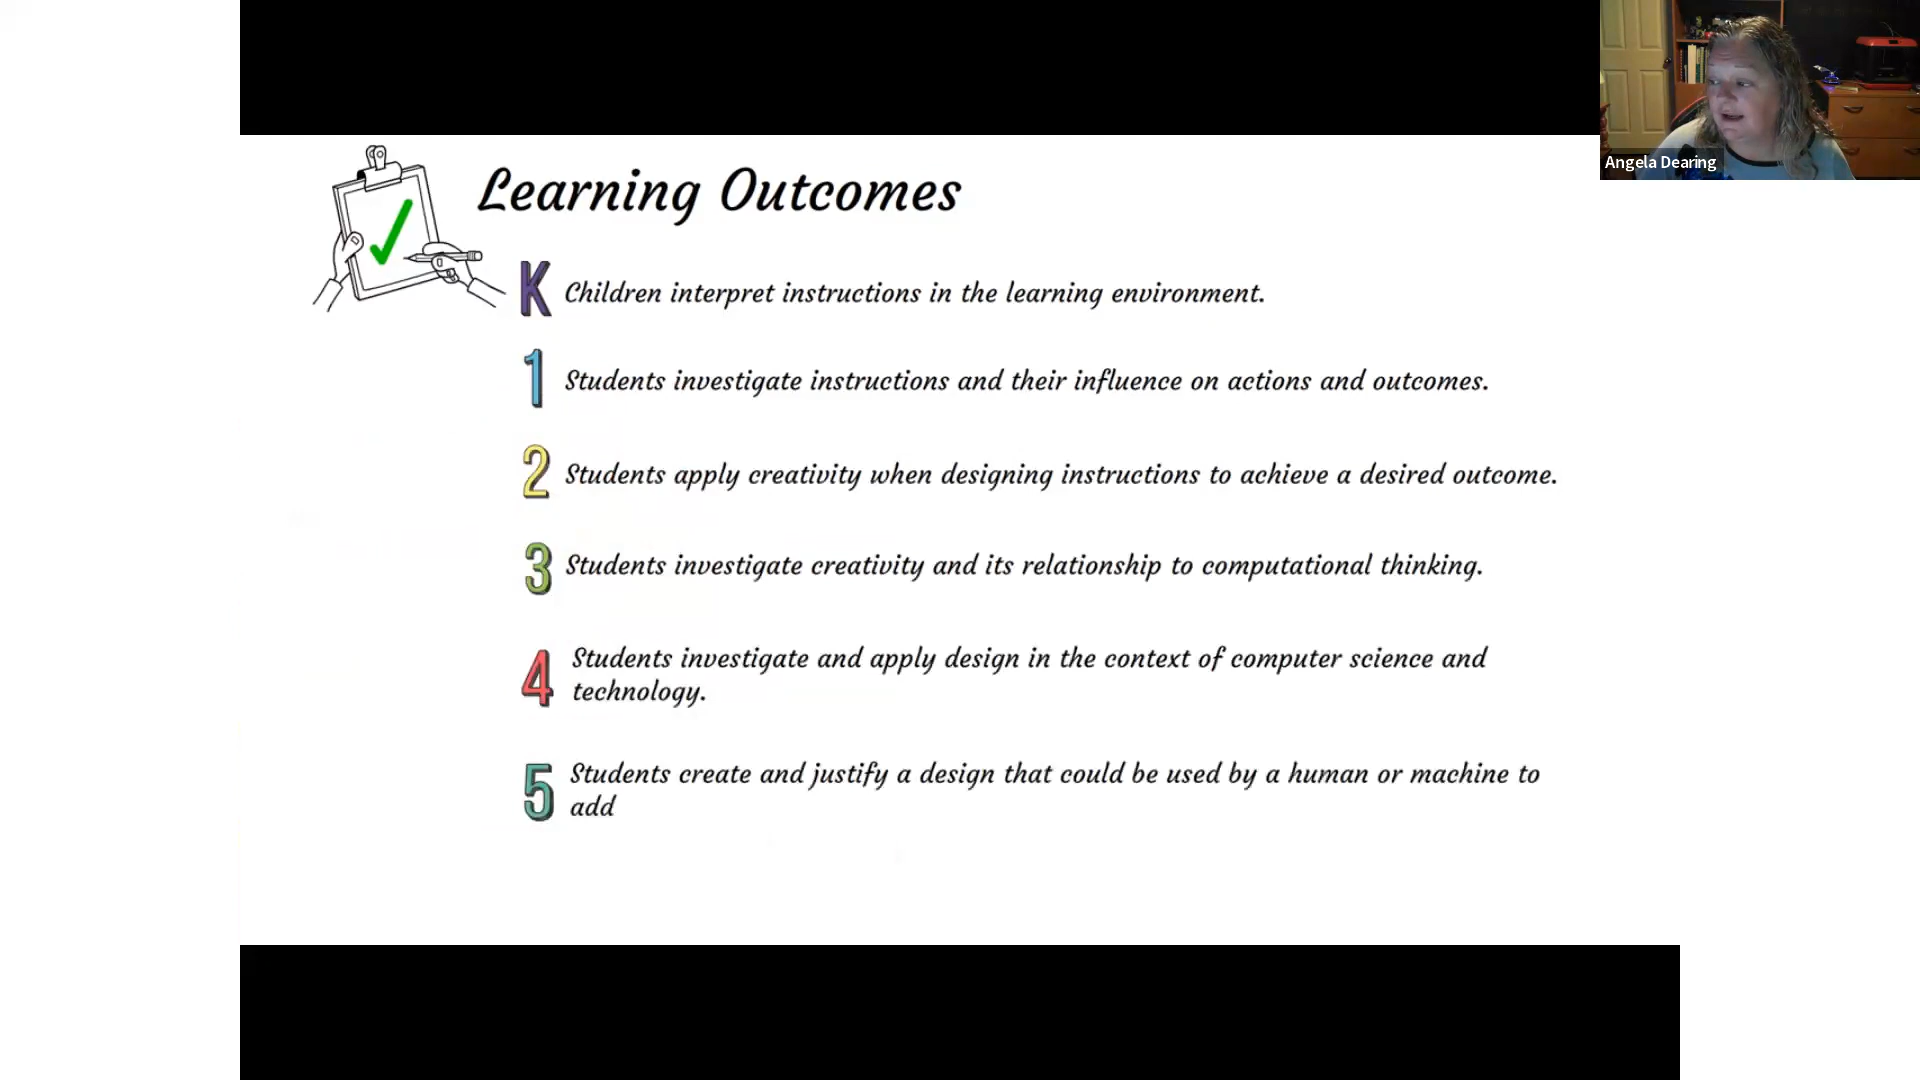 Angela Dearing
Learning Outcomes
K Children interpret instructions in the learning environment.
1 Students investigate instructions and their influence on actions and outcomes.
2 Students apply creativity when designing instructions to achieve a desired outcome.
3 Students investigate creativity and its relationship to computational thinking.
4 Students investigate and apply design in the context of computer science and
technology.
5 Students create and justify a design that could be used by a human or machine to
add